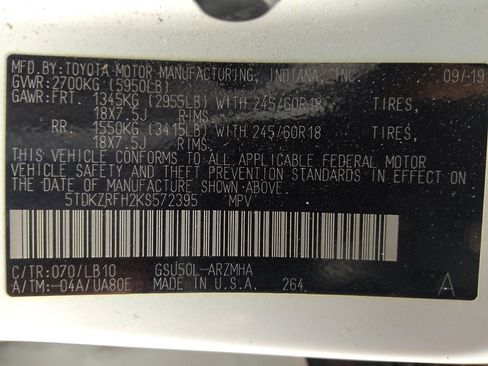 MFD.BY:TOYOTA MOTOR MANUFACTURING, INDIANA, INC. 09/19
GVWR:2700KG (5950LB)
GAWR:FRT. 1345KG (2955LB) WITH 245/60R18 TIRES,
18X7.5J RIMS.
RR. 1550KG (3415LB) WITH 245/60R18 TIRES,
18X7.5J RIMS.
THIS VEHICLE CONFORMS TO ALL APPLICABLE FEDERAL MOTOR
VEHICLE SAFETY AND THEFT PREVENTION STANDARDS IN EFFECT
ON THE DATE OF MANUFACTURE SHOWN ABOVE.
5TDKZRFH2KS572395 MPV
C/TR:070/LB10 GSU50L-ARZMHA
A/TM:-04A/UA80E MADE IN U.S.A. 264. A